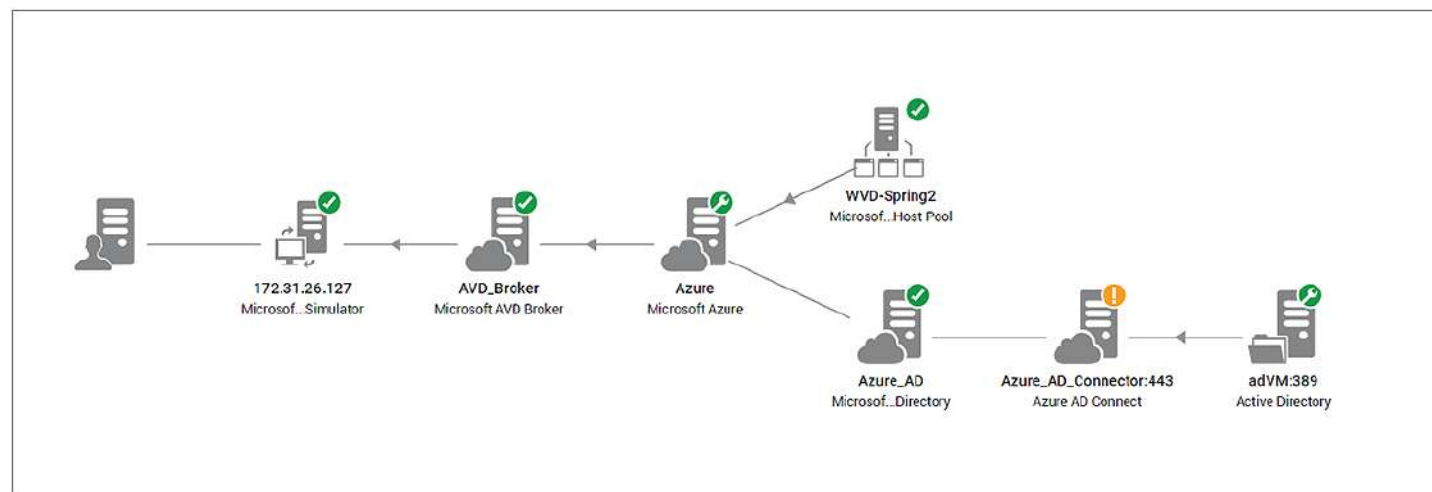 WVD-Spring2
Microsof...Host Pool
172.31.26.127
Microsof...Simulator
AVD_Broker
Microsoft AVD Broker
Azure
Microsoft Azure
Azure_AD
Microsof...Directory
Azure_AD_Connector:443
Azure AD Connect
adVM:389
Active Directory